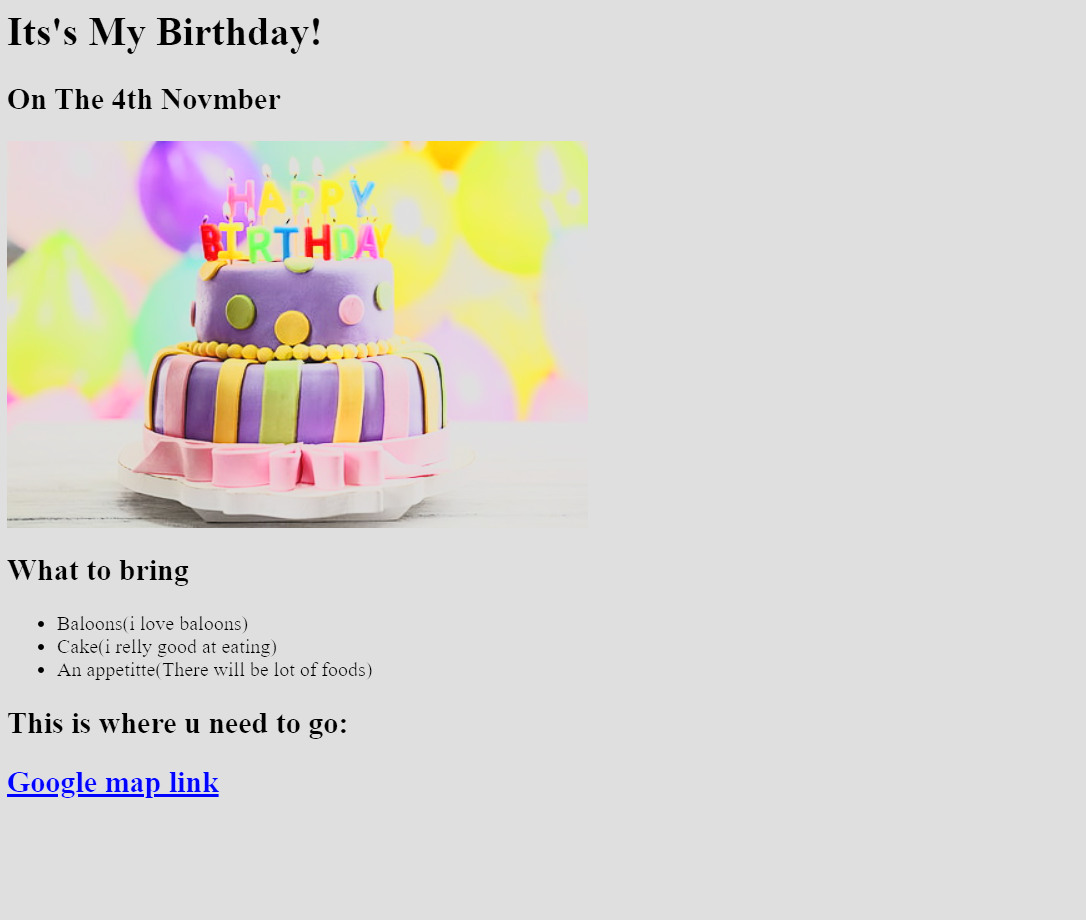 Its's My Birthday!
On The 4th Novmber
HAPPY
BIRTHDAY
What to bring
Baloons(i love baloons)
Cake(i relly good at eating)
An appetitte(There will be lot of foods)
This is where u need to go:
Google map link